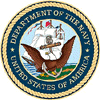 DEPARTMENT OF THE NAVY
UNITED STATES OF AMERICA